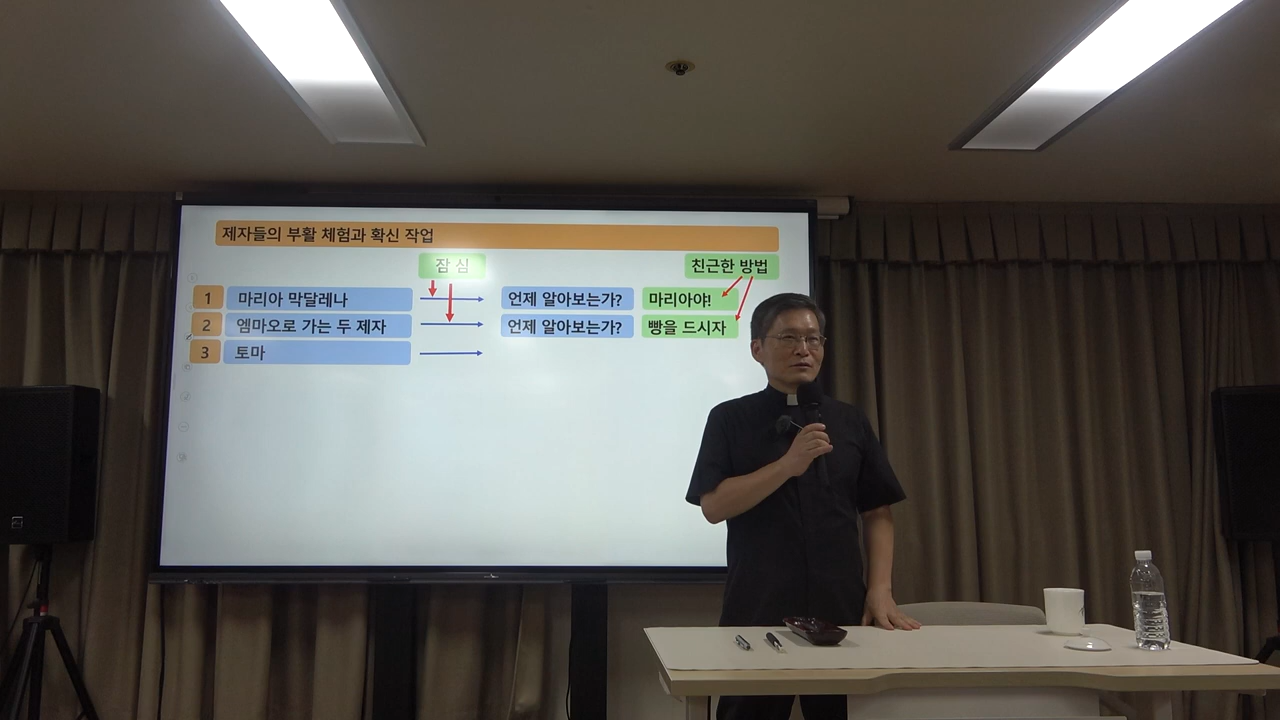 제자들의 부활 체험과 확신 작업
잠 심
친근한 방법
1 마리아 막달레나 언제 알아보는가? 마리아야!
2 엠마오로 가는 두 제자 언제 알아보는가? 빵을 드시자
3 토마